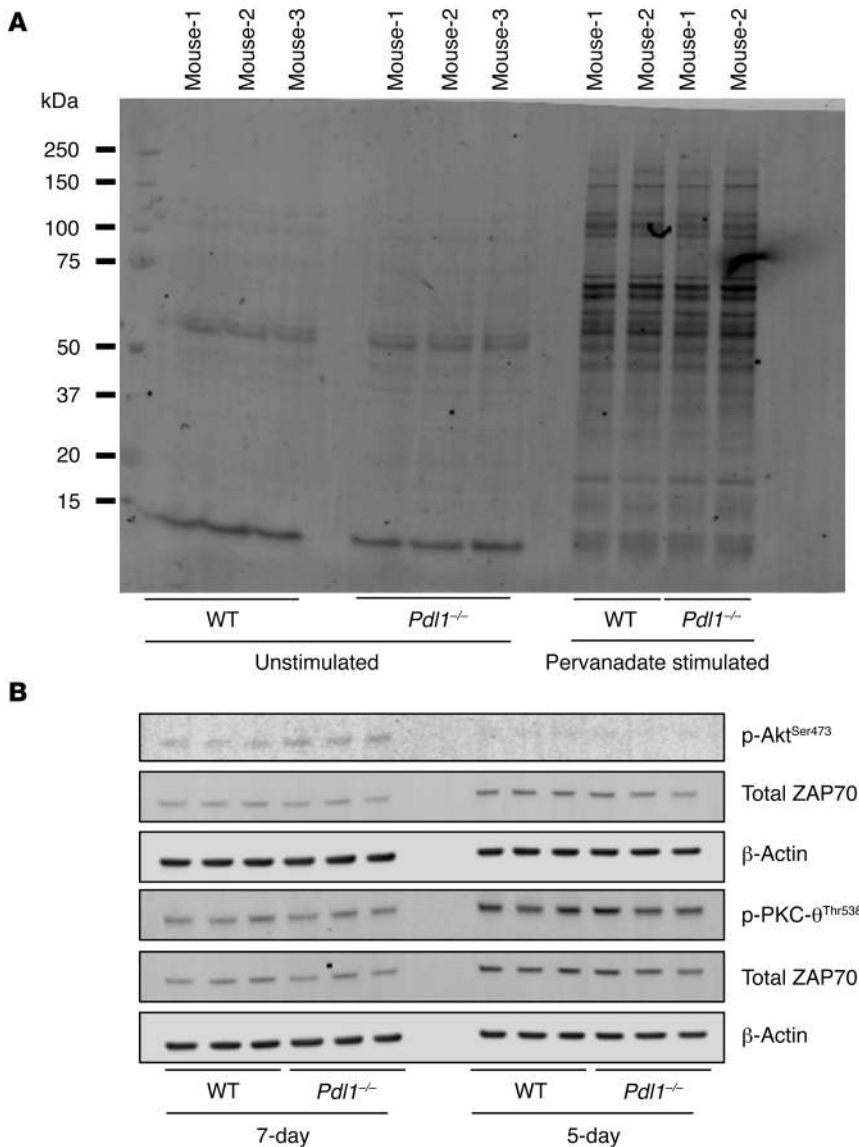 A
Mouse-1
Mouse-2
Mouse-3
Mouse-1
Mouse-2
Mouse-3
Mouse-1
Mouse-2
Mouse-1
Mouse-2
kDa
250
150
100
75
50
37
20
15
WT
Pdl1–/–
WT
Pdl1–/–
Unstimulated
Pervanadate stimulated
B
p-AktSer473
Total ZAP70
β-Actin
p-PKC-θThr538
Total ZAP70
β-Actin
WT
Pdl1–/–
WT
Pdl1–/–
7-day
5-day